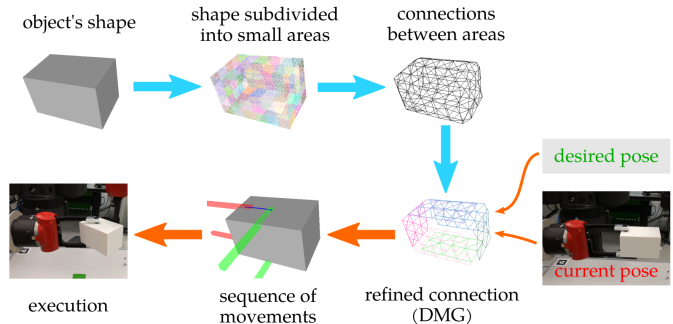 object's shape
shape subdivided
into small areas
connections
between areas
desired pose
current pose
execution
sequence of
movements
refined connection
(DMG)